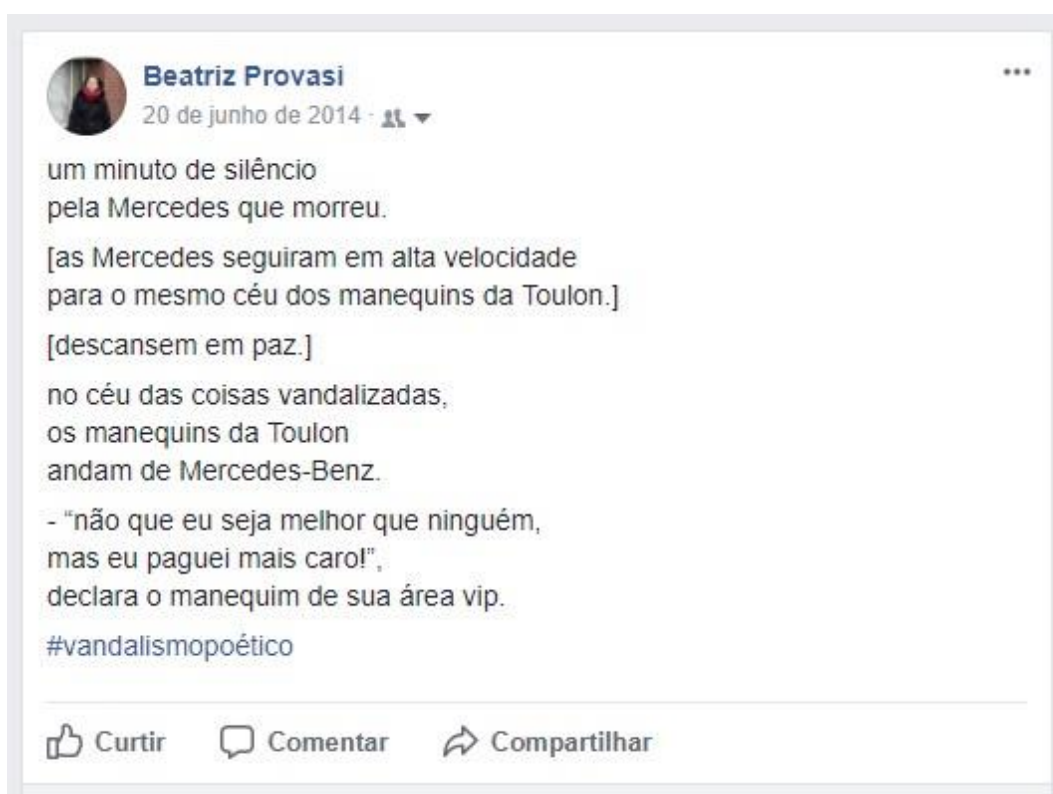 Beatriz Provasi
20 de junho de 2014 ·
um minuto de silêncio
pela Mercedes que morreu.
[as Mercedes seguiram em alta velocidade
para o mesmo céu dos manequins da Toulon.]
[descansem em paz.]
no céu das coisas vandalizadas,
os manequins da Toulon
andam de Mercedes-Benz.
- “não que eu seja melhor que ninguém,
mas eu paguei mais caro!”,
declara o manequim de sua área vip.
#vandalismopoético
Curtir Comentar Compartilhar